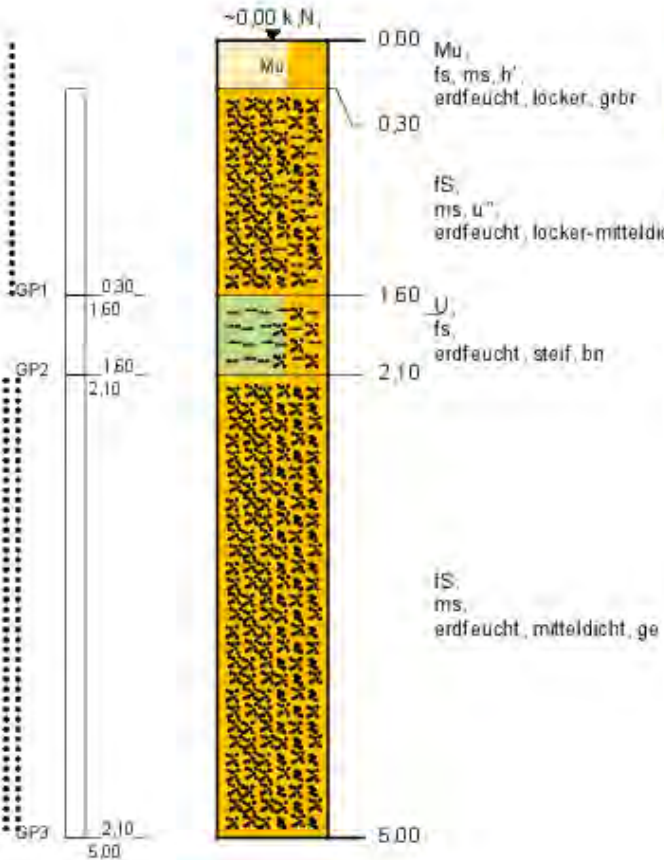 ~0,00 k,N,
0,00
Mu,
fs, ms, h',
erdfeucht, locker, grbr
Mu
0,30
fS,
ms, u'',
erdfeucht, locker-mitteldic
GP1
0,30
1,60
1,60
U,
fs,
erdfeucht, steif, bn
GP2
1,60
2,10
2,10
fS,
ms,
erdfeucht, mitteldicht, ge
GP3
2,10
5,00
5,00